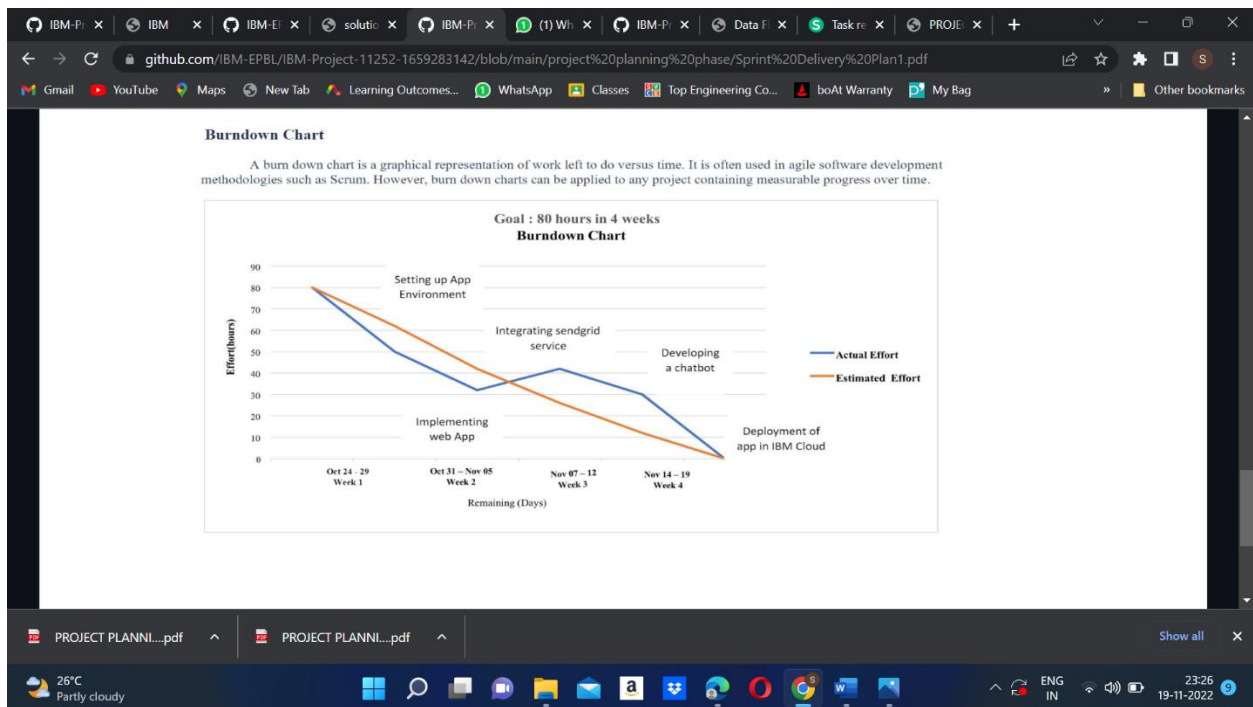 IBM-Pr
IBM
IBM-EF
solutio
IBM-Pr
(1) Wh
IBM-Pr
Data Fl
Task re
PROJE
github.com/IBM-EPBL/IBM-Project-11252-1659283142/blob/main/project%20planning%20phase/Sprint%20Delivery%20Plan1.pdf
S
Gmail
YouTube
Maps
New Tab
Learning Outcomes...
WhatsApp
Classes
Top Engineering Co...
boAt Warranty
My Bag
»
Other bookmarks
Burndown Chart
A burn down chart is a graphical representation of work left to do versus time. It is often used in agile software development
methodologies such as Scrum. However, burn down charts can be applied to any project containing measurable progress over time.
Goal : 80 hours in 4 weeks
Burndown Chart
90
80
70
60
50
40
30
20
10
0
Effort(hours)
Setting up App
Environment
Integrating sendgrid
service
Developing
a chatbot
Implementing
web App
Deployment of
app in IBM Cloud
Actual Effort
Estimated Effort
Oct 24 - 29
Week 1
Oct 31 – Nov 05
Week 2
Nov 07 – 12
Week 3
Nov 14 – 19
Week 4
Remaining (Days)
PROJECT PLANNI....pdf
PROJECT PLANNI....pdf
Show all
26°C
Partly cloudy
ENG
IN
23:26
19-11-2022
9